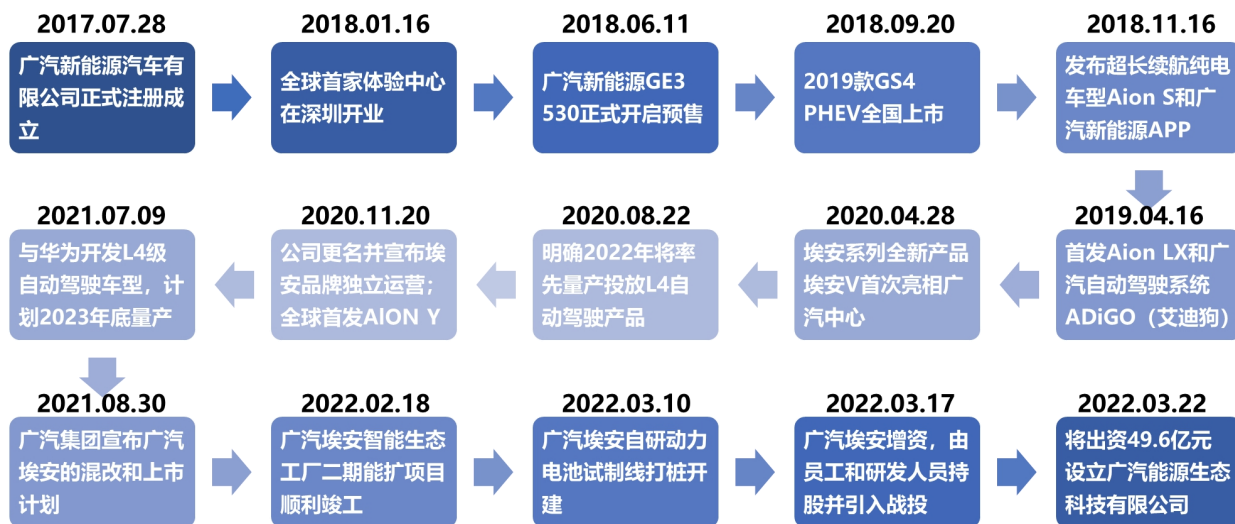 2017.07.28
广汽新能源汽车有
限公司正式注册成
立
2018.01.16
全球首家体验中心
在深圳开业
2018.06.11
广汽新能源GE3
530正式开启预售
2018.09.20
2019款GS4
PHEV全国上市
2018.11.16
发布超长续航纯电
车型Aion S和广
汽新能源APP
2019.04.16
首发Aion LX和广
汽自动驾驶系统
ADiGO（艾迪狗）
2020.04.28
埃安系列全新产品
埃安V首次亮相广
汽中心
2020.08.22
明确2022年将率
先量产投放L4自
动驾驶产品
2020.11.20
公司更名并宣布埃
安品牌独立运营；
全球首发AION Y
2021.07.09
与华为开发L4级
自动驾驶车型，计
划2023年底量产
2021.08.30
广汽集团宣布广汽
埃安的混改和上市
计划
2022.02.18
广汽埃安智能生态
工厂二期能扩项目
顺利竣工
2022.03.10
广汽埃安自研动力
电池试制线打桩开
建
2022.03.17
广汽埃安增资，由
员工和研发人员持
股并引入战投
2022.03.22
将出资49.6亿元
设立广汽能源生态
科技有限公司